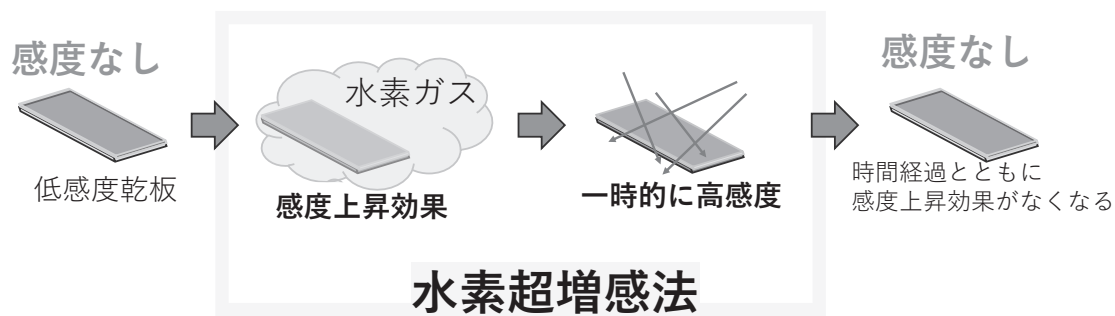 感度なし
低感度乾板
水素ガス
感度上昇効果
一時的に高感度
感度なし
時間経過とともに
感度上昇効果がなくなる
水素超増感法